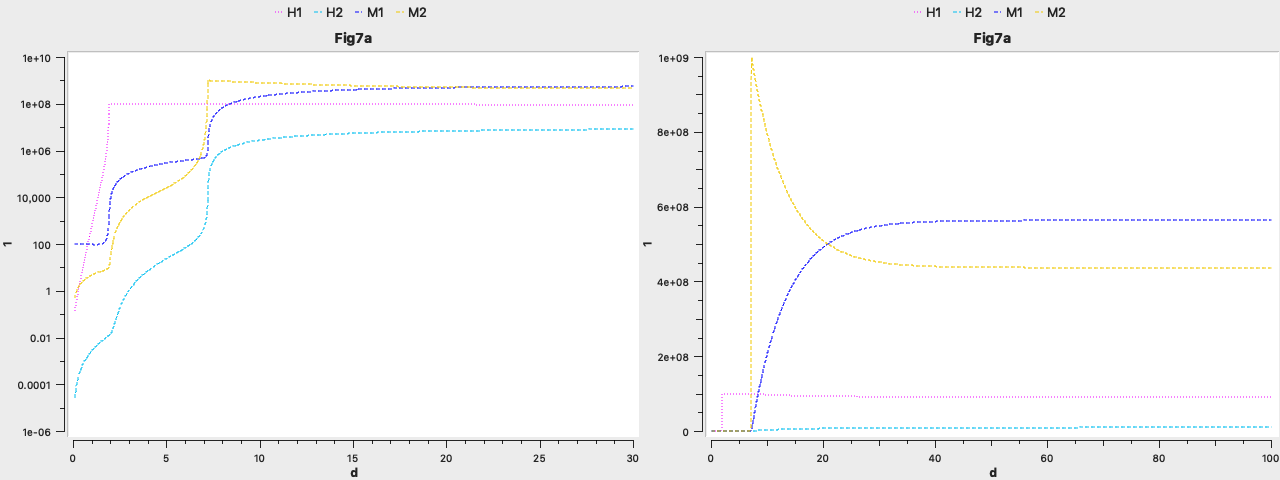 H1 H2 M1 M2
Fig7a
1e+10
1e+08
1e+06
10,000
100
1
0.01
0.0001
1e-06
1
0 5 10 15 20 25 30
d
H1 H2 M1 M2
Fig7a
1e+09
8e+08
6e+08
4e+08
2e+08
0
1
0 20 40 60 80 100
d